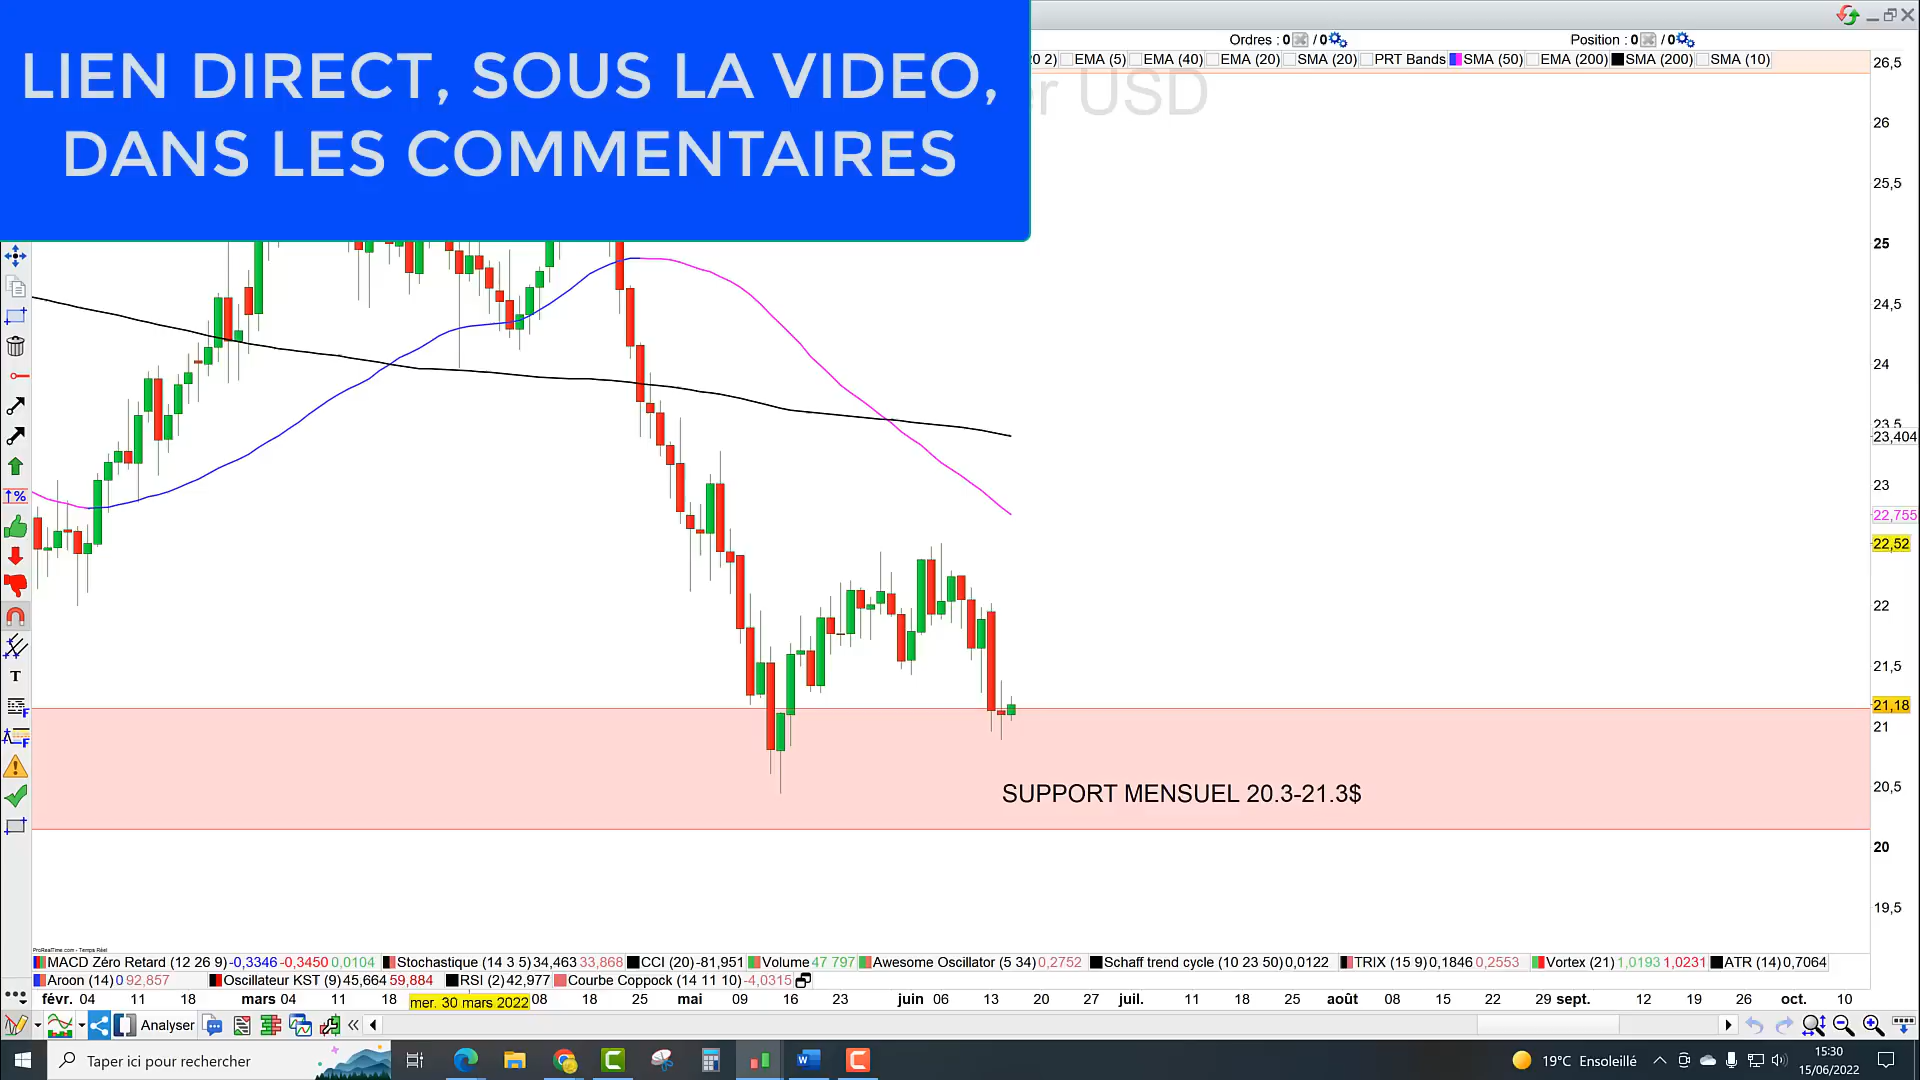 LIEN DIRECT, SOUS LA VIDEO,
DANS LES COMMENTAIRES
Ordres : 0 / 0
Position : 0 / 0
0 2) EMA (5) EMA (40) EMA (20) SMA (20) PRT Bands SMA (50) EMA (200) SMA (200) SMA (10)
r USD
26,5
26
25,5
25
24,5
24
23,5
23,404
23
22,755
22,52
22
21,5
21,18
21
20,5
20
19,5
SUPPORT MENSUEL 20.3-21.3$
ProRealTime.com - Temps Réel
MACD Zéro Retard (12 26 9) -0,3346 -0,3450 0,0104 Stochastique (14 3 5) 34,463 33,868 CCI (20) -81,951 Volume 47 797 Awesome Oscillator (5 34) 0,2752 Schaff trend cycle (10 23 50) 0,0122 TRIX (15 9) 0,1846 0,2553 Vortex (21) 1,0193 1,0231 ATR (14) 0,7064
Aroon (14) 0 92,857 Oscillateur KST (9) 45,664 59,884 RSI (2) 42,977 Courbe Coppock (14 11 10) -4,0315
févr. 04 11 18 mars 04 11 18 mer. 30 mars 2022 08 18 25 mai 09 16 23 juin 06 13 20 27 juil. 11 18 25 août 08 15 22 29 sept. 12 19 26 oct. 10
Analyser
Taper ici pour rechercher
19°C Ensoleillé
15:30
15/06/2022